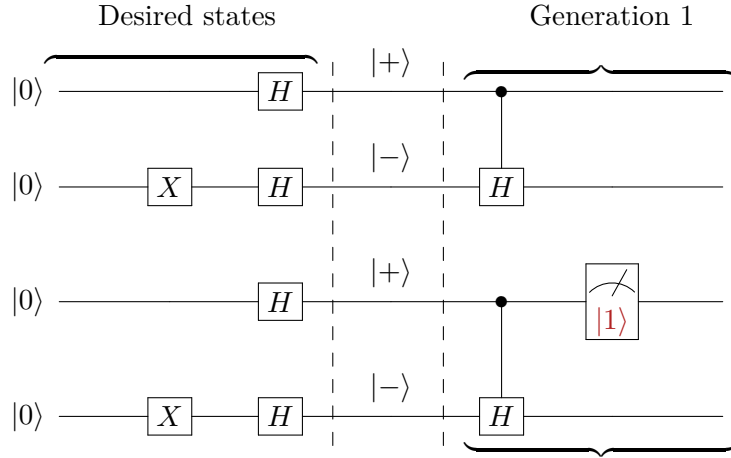 Desired states Generation 1
|+⟩
|0⟩ H
|−⟩
|0⟩ X H H
|+⟩
|0⟩ H |1⟩
|−⟩
|0⟩ X H H